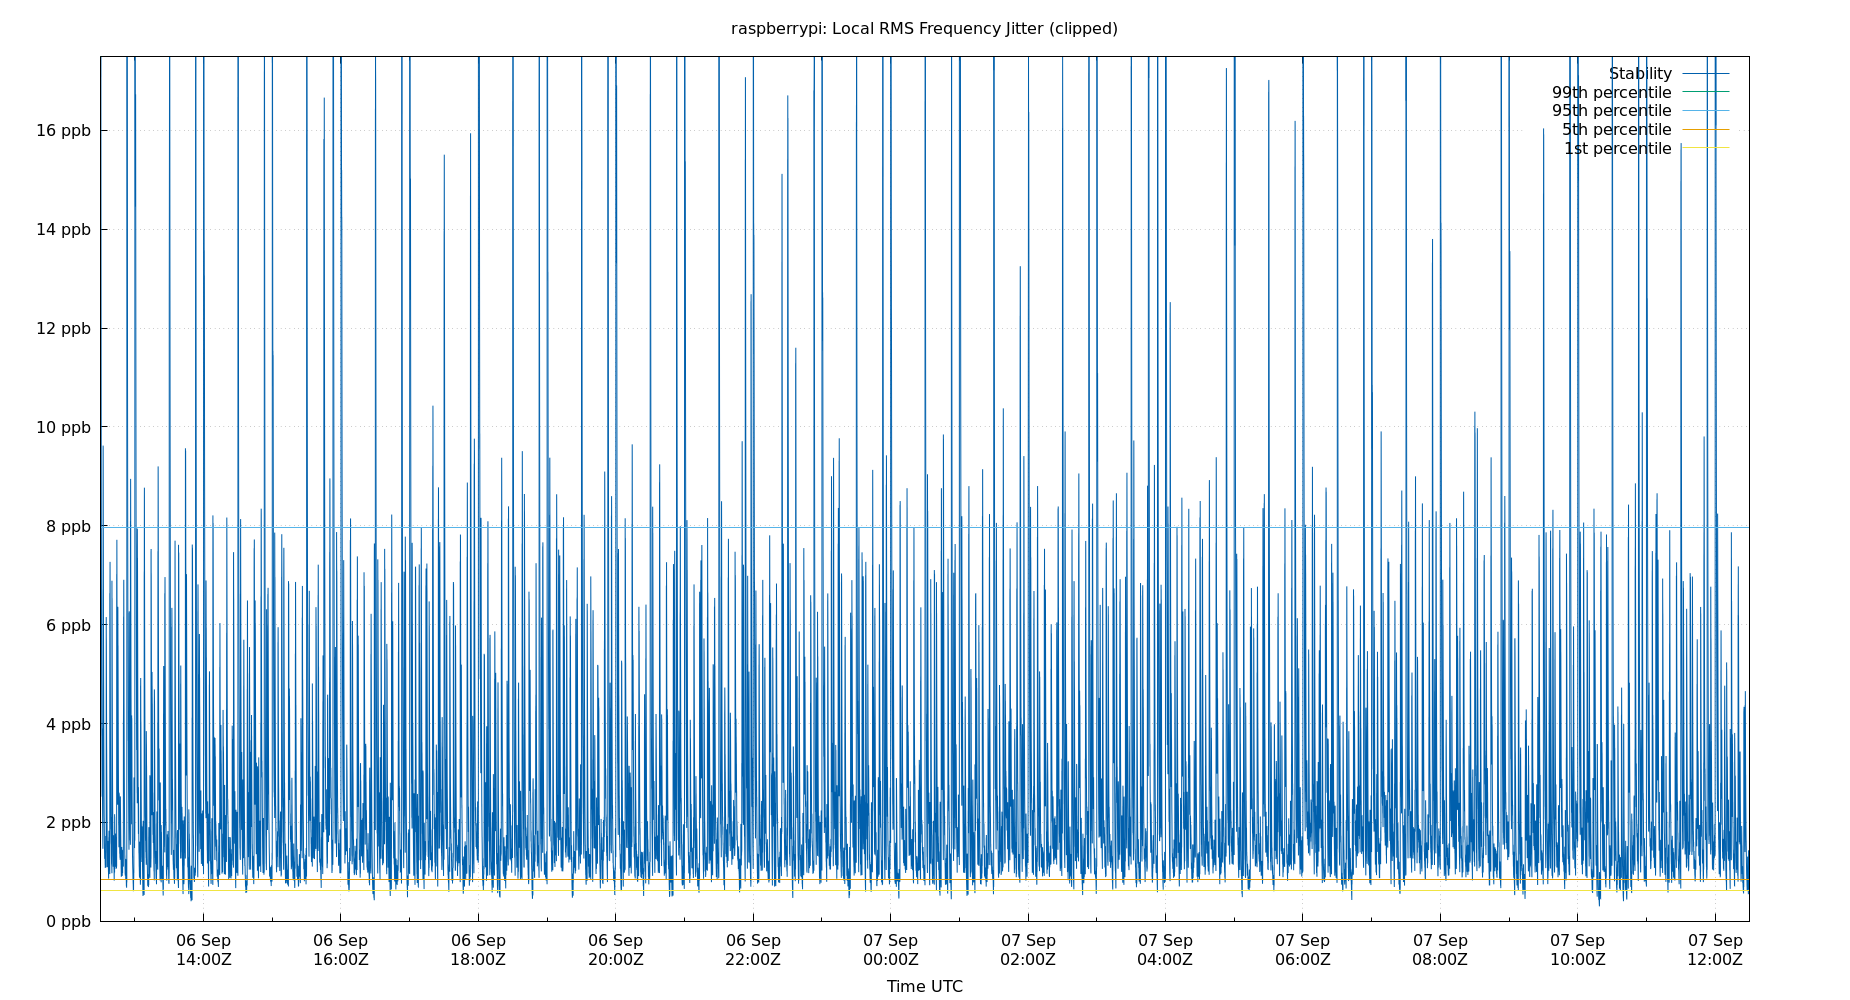 raspberrypi: Local RMS Frequency Jitter (clipped)
Stability
99th percentile
95th percentile
5th percentile
1st percentile
16 ppb
14 ppb
12 ppb
10 ppb
8 ppb
6 ppb
4 ppb
2 ppb
0 ppb
06 Sep 06 Sep 06 Sep 06 Sep 06 Sep 07 Sep 07 Sep 07 Sep 07 Sep 07 Sep 07 Sep 07 Sep
14:00Z 16:00Z 18:00Z 20:00Z 22:00Z 00:00Z 02:00Z 04:00Z 06:00Z 08:00Z 10:00Z 12:00Z
Time UTC